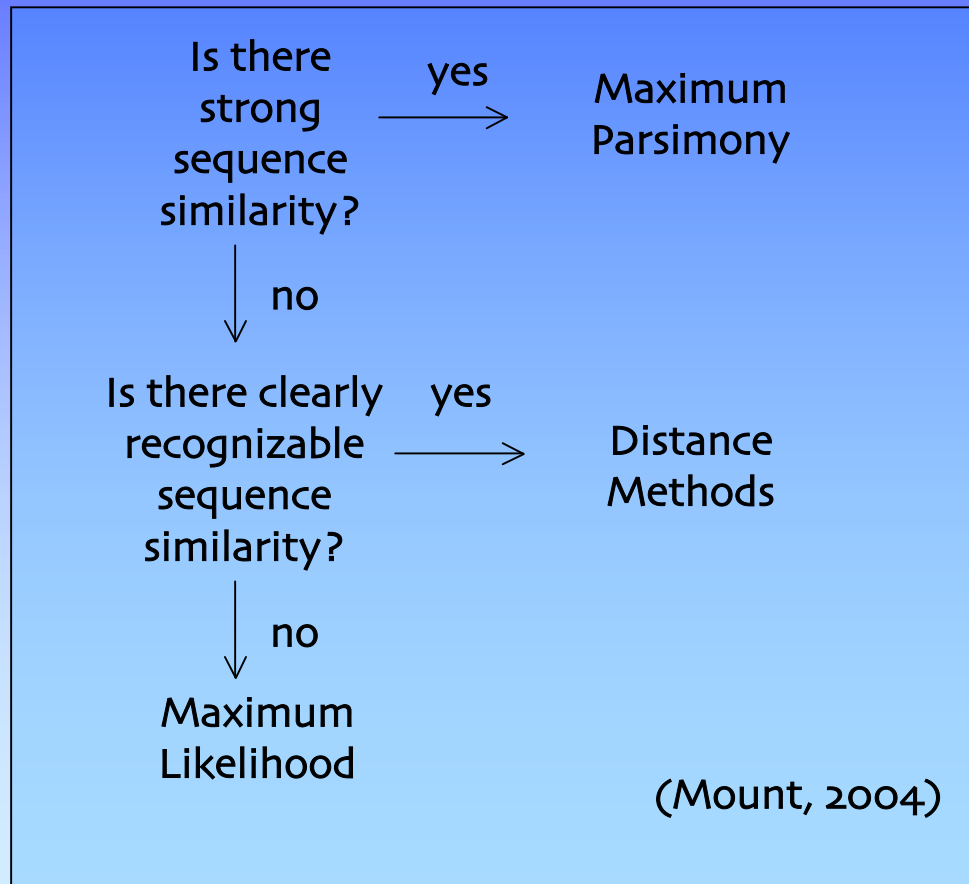 Is there
strong
sequence
similarity?
yes
Maximum
Parsimony
no
Is there clearly
recognizable
sequence
similarity?
yes
Distance
Methods
no
Maximum
Likelihood
(Mount, 2004)